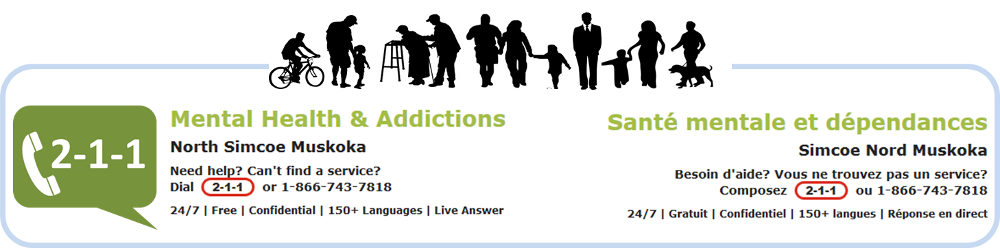 2-1-1
Mental Health & Addictions
North Simcoe Muskoka
Need help? Can't find a service?
Dial 2-1-1 or 1-866-743-7818
24/7 | Free | Confidential | 150+ Languages | Live Answer
Santé mentale et dépendances
Simcoe Nord Muskoka
Besoin d'aide? Vous ne trouvez pas un service?
Composez 2-1-1 ou 1-866-743-7818
24/7 | Gratuit | Confidentiel | 150+ langues | Réponse en direct